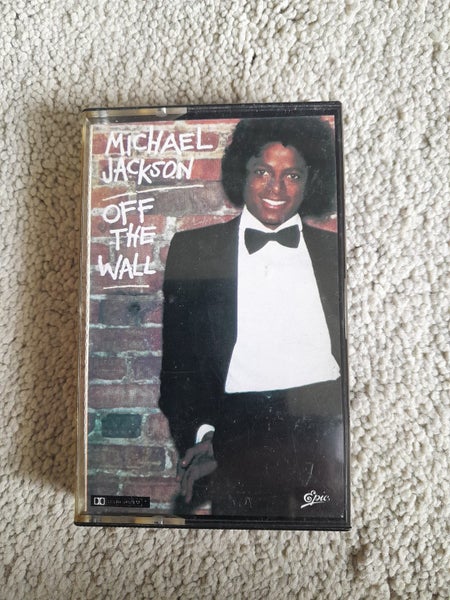 MICHAEL
JACKSON
OFF
THE
WALL
Epic